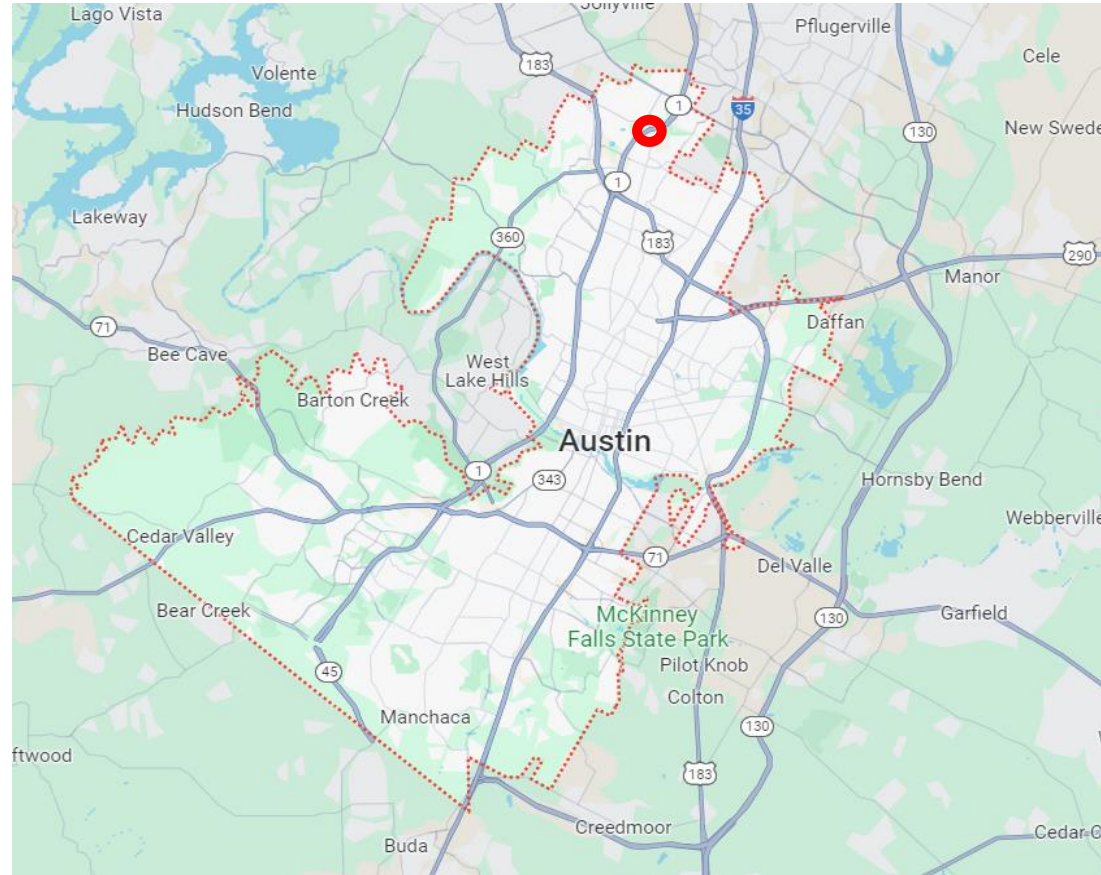 Jollyville
Lago Vista
Pflugerville
Cele
183
Volente
Hudson Bend
1
35
130
New Swede
1
Lakeway
360
183
290
Manor
71
Daffan
Bee Cave
West
Lake Hills
Barton Creek
Austin
1
343
Hornsby Bend
Webberville
Cedar Valley
71
Del Valle
Bear Creek
McKinney
Falls State Park
130
Garfield
Pilot Knob
45
Colton
Manchaca
130
ftwood
183
Creedmoor
Cedar C
Buda